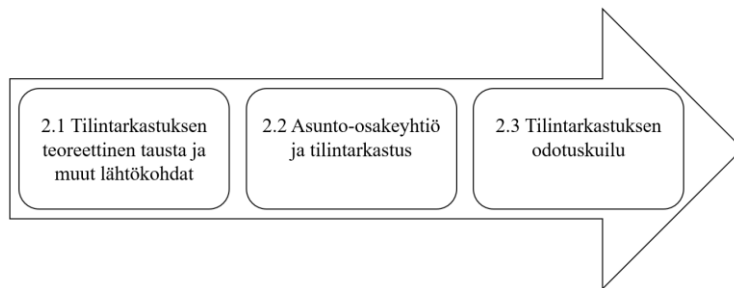 2.1 Tilintarkastuksen
teoreettinen tausta ja
muut lähtökohdat
2.2 Asunto-osakeyhtiö
ja tilintarkastus
2.3 Tilintarkastuksen
odotuskuilu